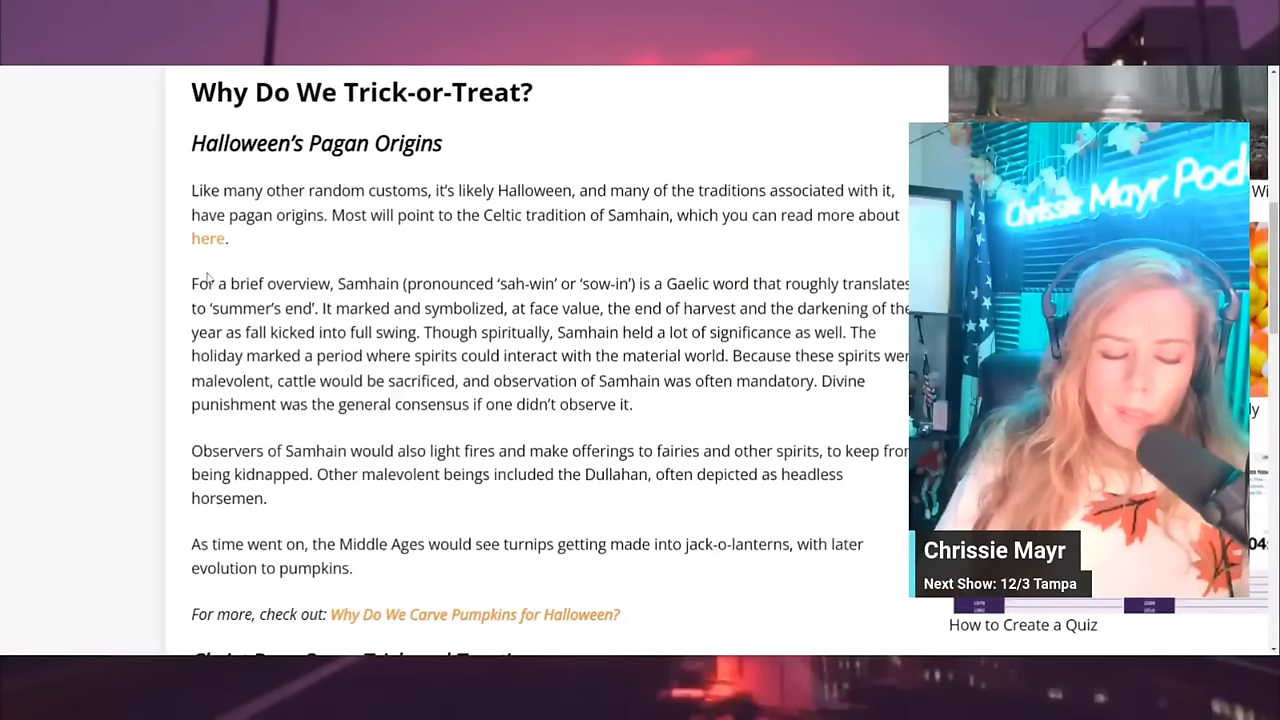 Why Do We Trick-or-Treat?
Halloween's Pagan Origins
Like many other random customs, it's likely Halloween, and many of the traditions associated with it,
have pagan origins. Most will point to the Celtic tradition of Samhain, which you can read more about
here.
For a brief overview, Samhain (pronounced 'sah-win' or 'sow-in') is a Gaelic word that roughly translates
to 'summer's end'. It marked and symbolized, at face value, the end of harvest and the darkening of the
year as fall kicked into full swing. Though spiritually, Samhain held a lot of significance as well. The
holiday marked a period where spirits could interact with the material world. Because these spirits wer
malevolent, cattle would be sacrificed, and observation of Samhain was often mandatory. Divine
punishment was the general consensus if one didn't observe it.
Observers of Samhain would also light fires and make offerings to fairies and other spirits, to keep fro
being kidnapped. Other malevolent beings included the Dullahan, often depicted as headless
horsemen.
As time went on, the Middle Ages would see turnips getting made into jack-o-lanterns, with later
evolution to pumpkins.
For more, check out: Why Do We Carve Pumpkins for Halloween?
Chrissie Mayr Pod
Wi
ly
04:
Chrissie Mayr
Next Show: 12/3 Tampa
How to Create a Quiz